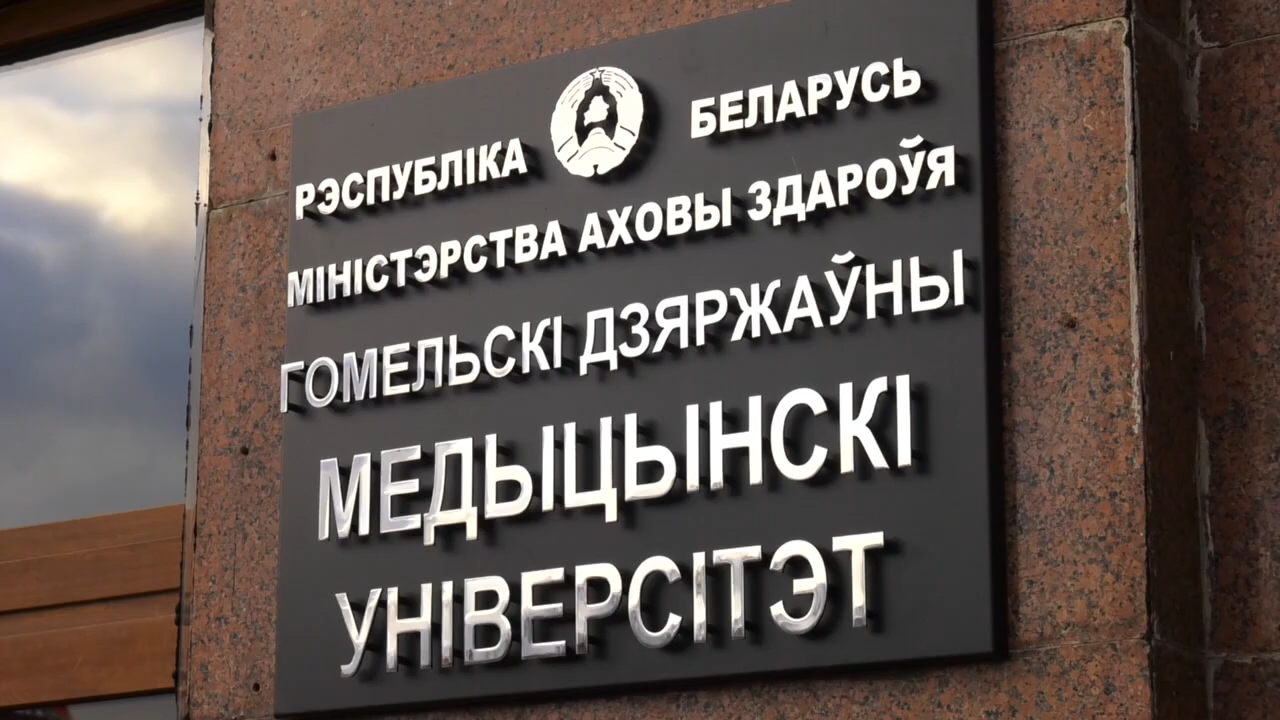 РЭСПУБЛІКА БЕЛАРУСЬ
МІНІСТЭРСТВА АХОВЫ ЗДАРОЎЯ
ГОМЕЛЬСКІ ДЗЯРЖАЎНЫ
МЕДЫЦЫНСКІ
УНІВЕРСІТЭТ